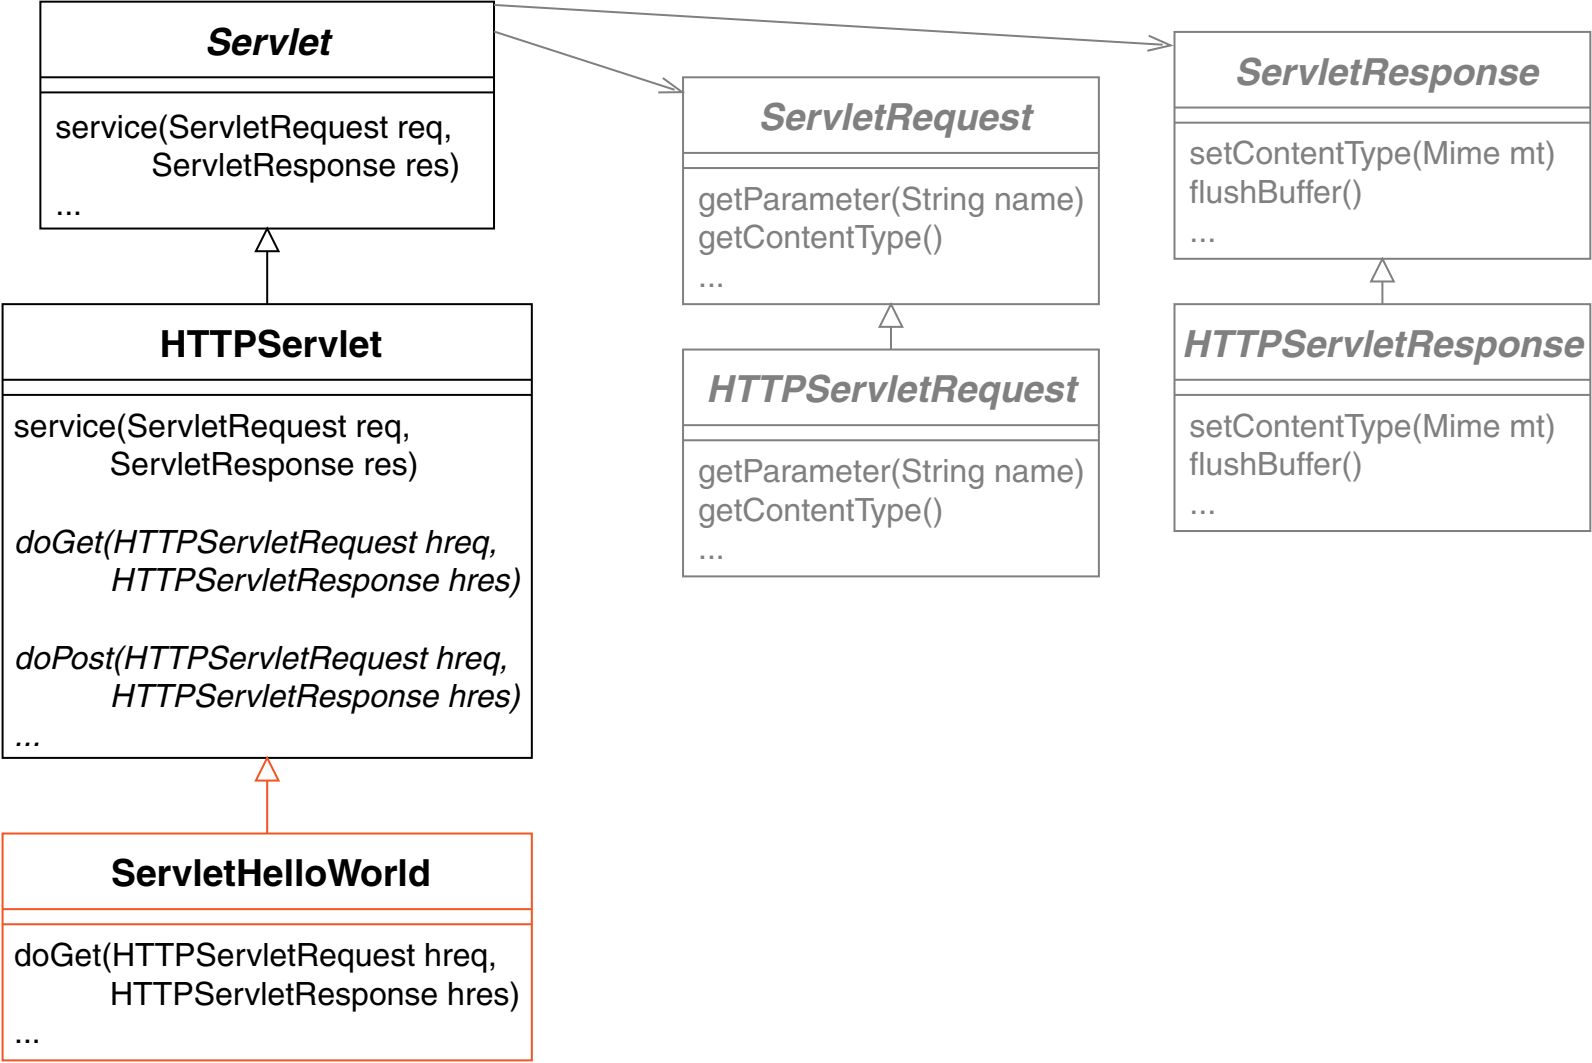 Servlet
service(ServletRequest req,
ServletResponse res)
...
HTTPServlet
service(ServletRequest req,
ServletResponse res)
doGet(HTTPServletRequest hreq,
HTTPServletResponse hres)
doPost(HTTPServletRequest hreq,
HTTPServletResponse hres)
...
ServletHelloWorld
doGet(HTTPServletRequest hreq,
HTTPServletResponse hres)
...
ServletRequest
getParameter(String name)
getContentType()
...
HTTPServletRequest
getParameter(String name)
getContentType()
...
ServletResponse
setContentType(Mime mt)
flushBuffer()
...
HTTPServletResponse
setContentType(Mime mt)
flushBuffer()
...